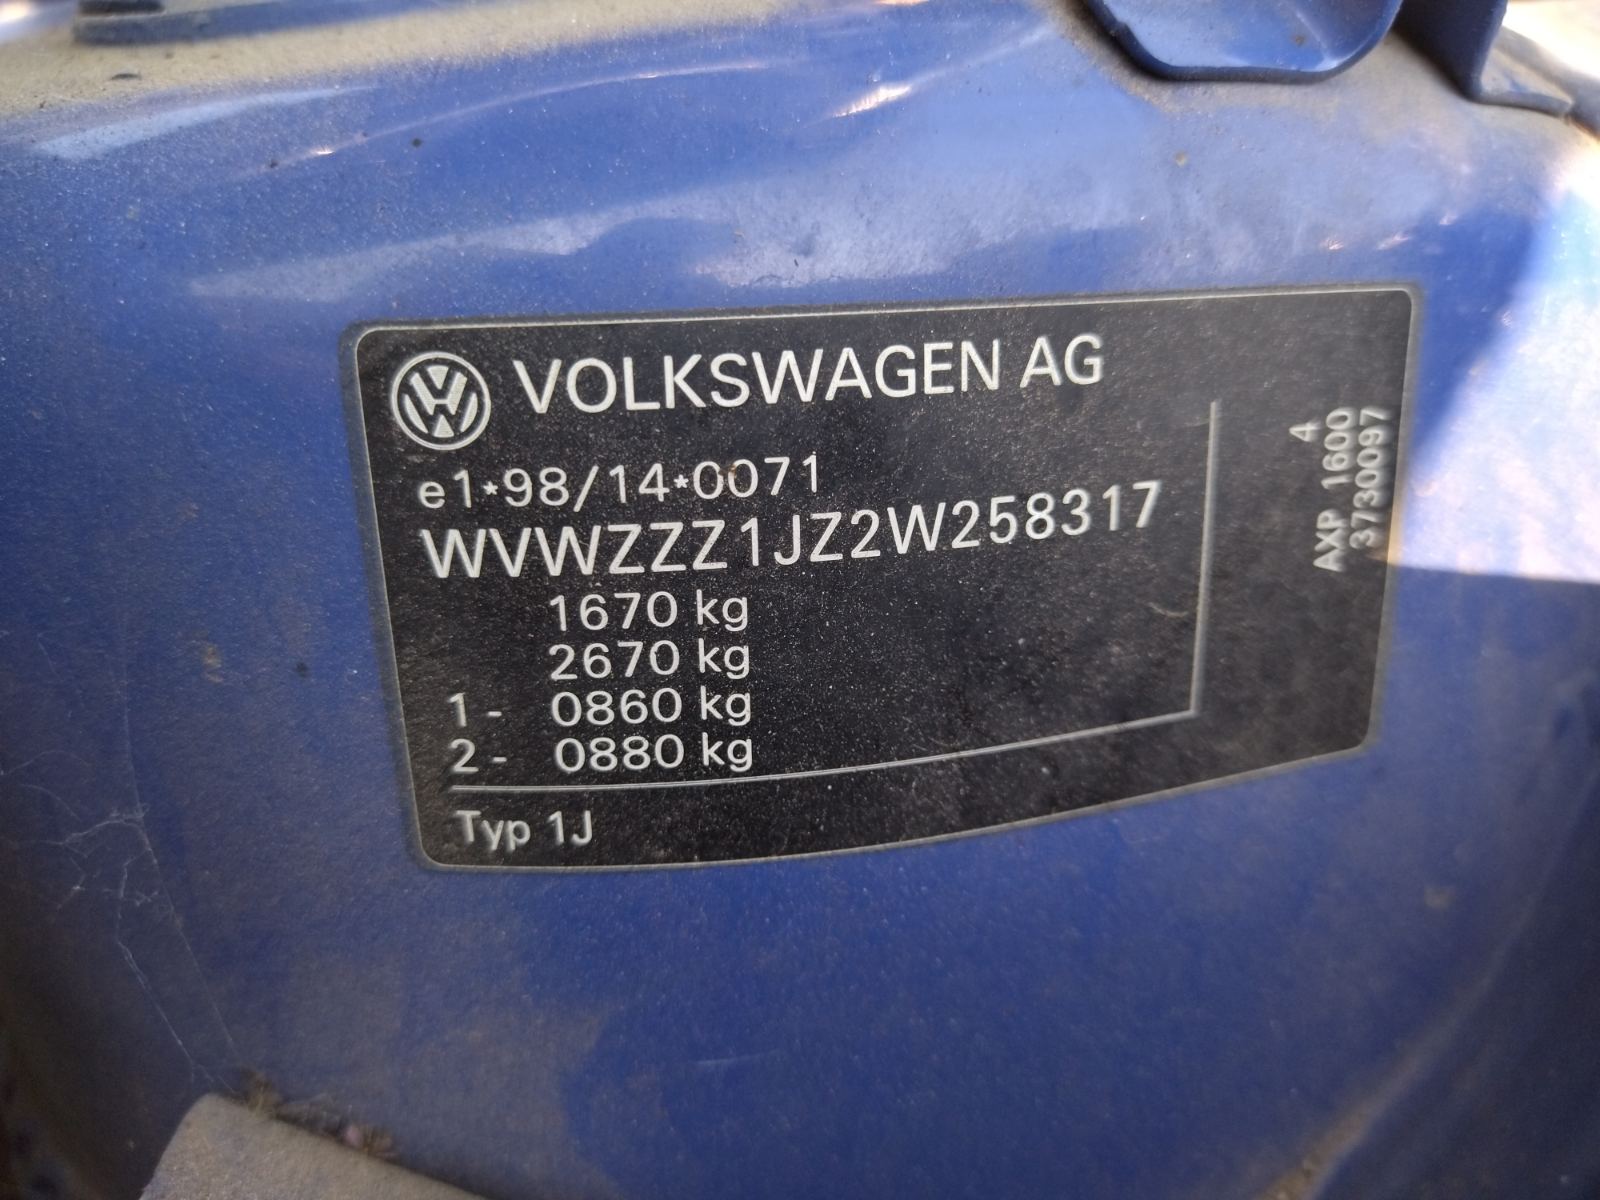 VOLKSWAGEN AG
e1*98/14*0071
WVWZZZ1JZ2W258317
1670 kg
2670 kg
1- 0860 kg
2- 0880 kg
Typ 1J
4
AXP 1600
3730097